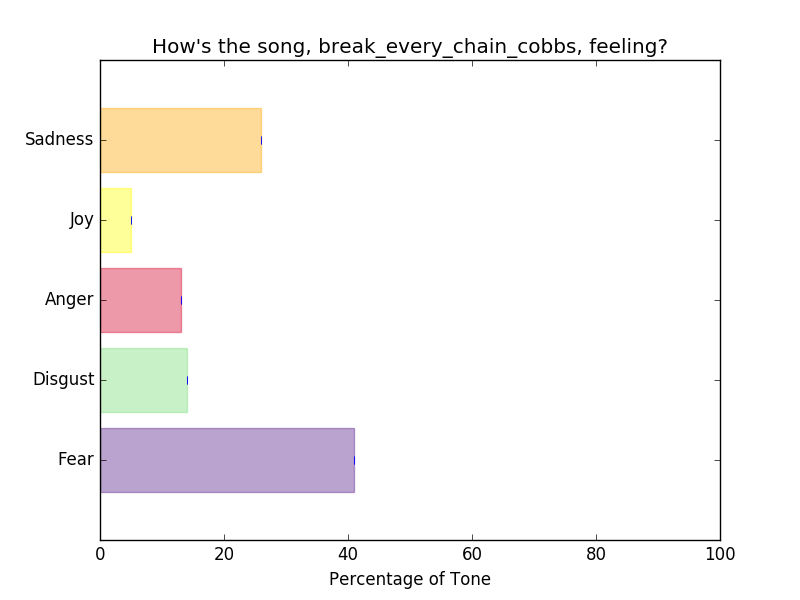 How's the song, break_every_chain_cobbs, feeling?
Sadness
Joy
Anger
Disgust
Fear
0 20 40 60 80 100
Percentage of Tone